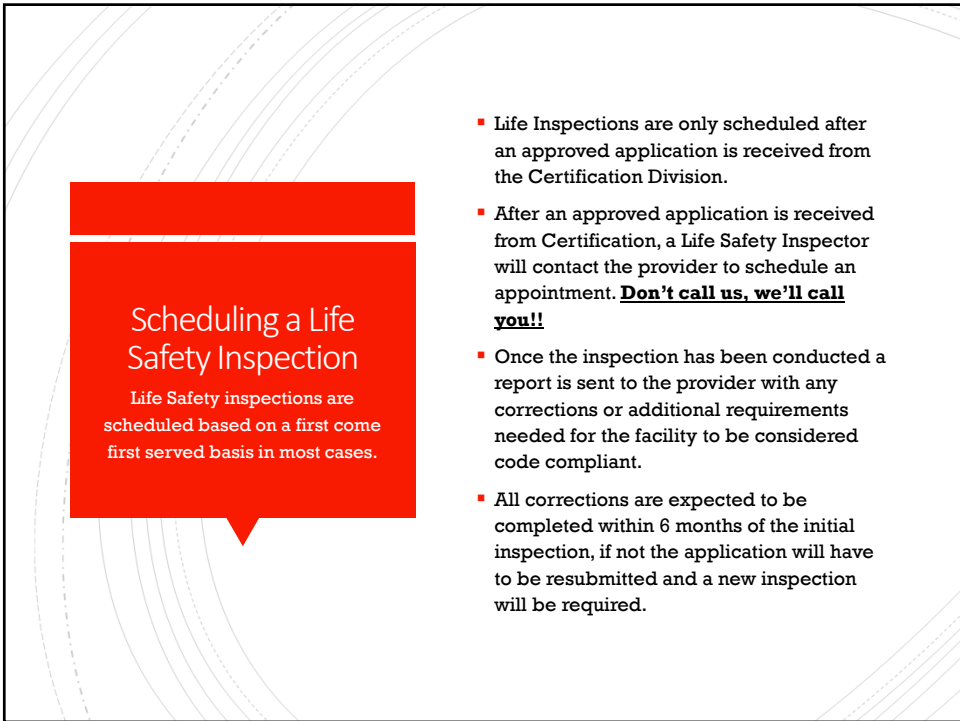 Scheduling a Life
Safety Inspection
Life Safety inspections are
scheduled based on a first come
first served basis in most cases.
▪ Life Inspections are only scheduled after
an approved application is received from
the Certification Division.
▪ After an approved application is received
from Certification, a Life Safety Inspector
will contact the provider to schedule an
appointment. Don’t call us, we’ll call
you!!
▪ Once the inspection has been conducted a
report is sent to the provider with any
corrections or additional requirements
needed for the facility to be considered
code compliant.
▪ All corrections are expected to be
completed within 6 months of the initial
inspection, if not the application will have
to be resubmitted and a new inspection
will be required.